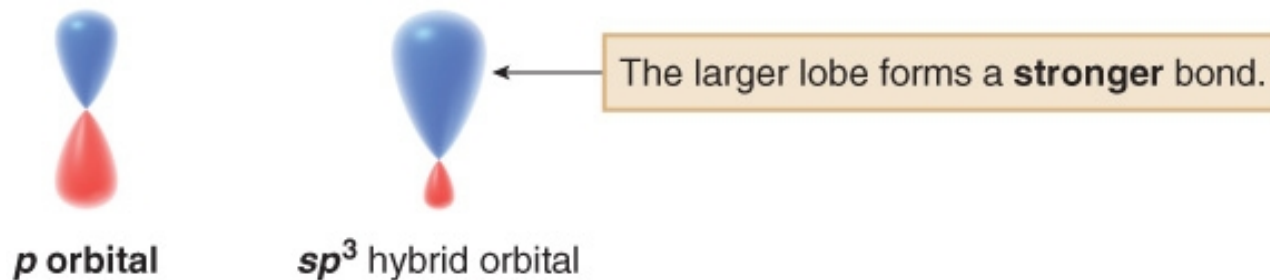 The larger lobe forms a stronger bond.
p orbital
sp³ hybrid orbital